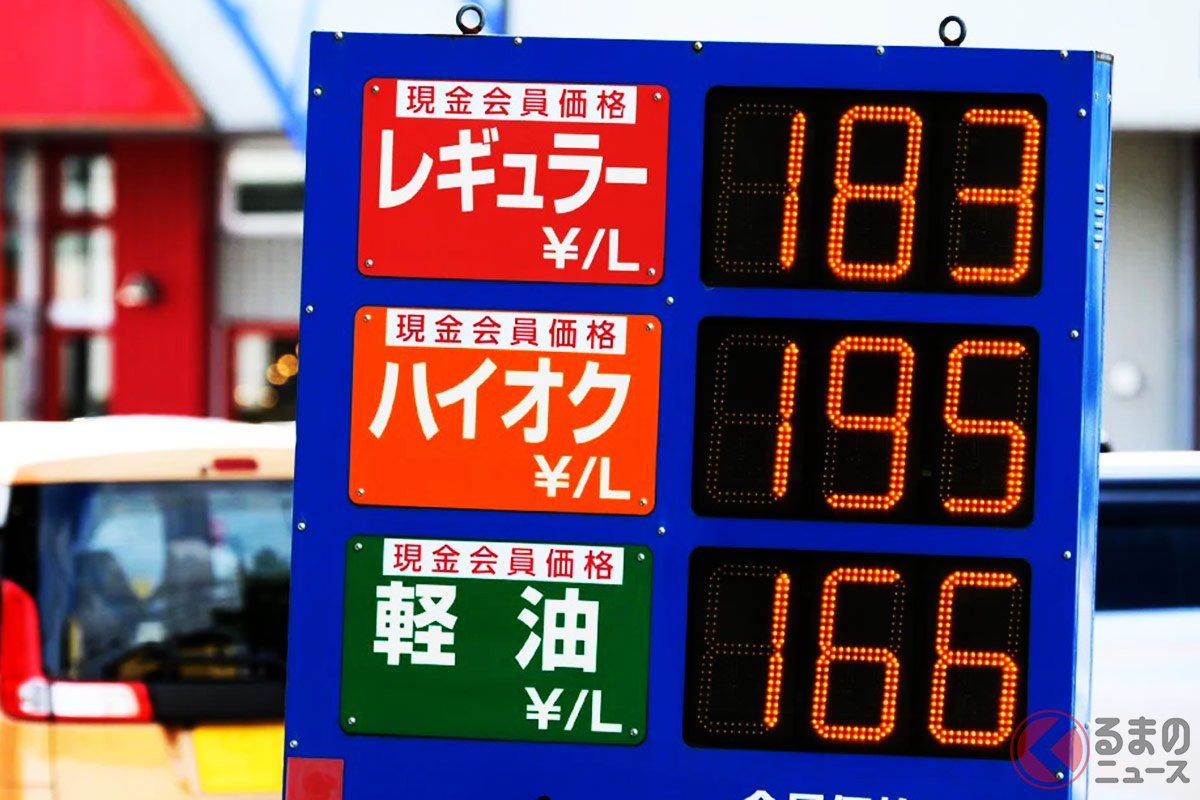 現金会員価格
レギュラー
¥/L
183
現金会員価格
ハイオク
¥/L
195
現金会員価格
軽油
¥/L
166
くるまの
ニュース